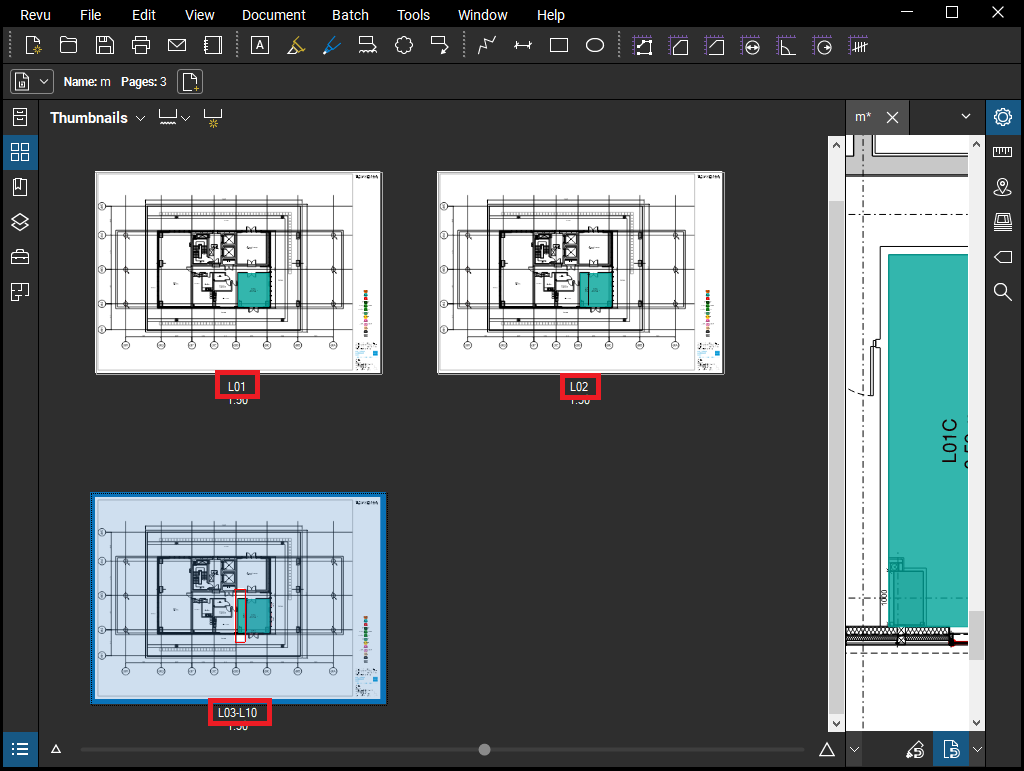 Revu File Edit View Document Batch Tools Window Help
A
Name: m Pages: 3
Thumbnails
m*
L01
1:50
L02
1:50
L01C
1000
L03-L10
1:50